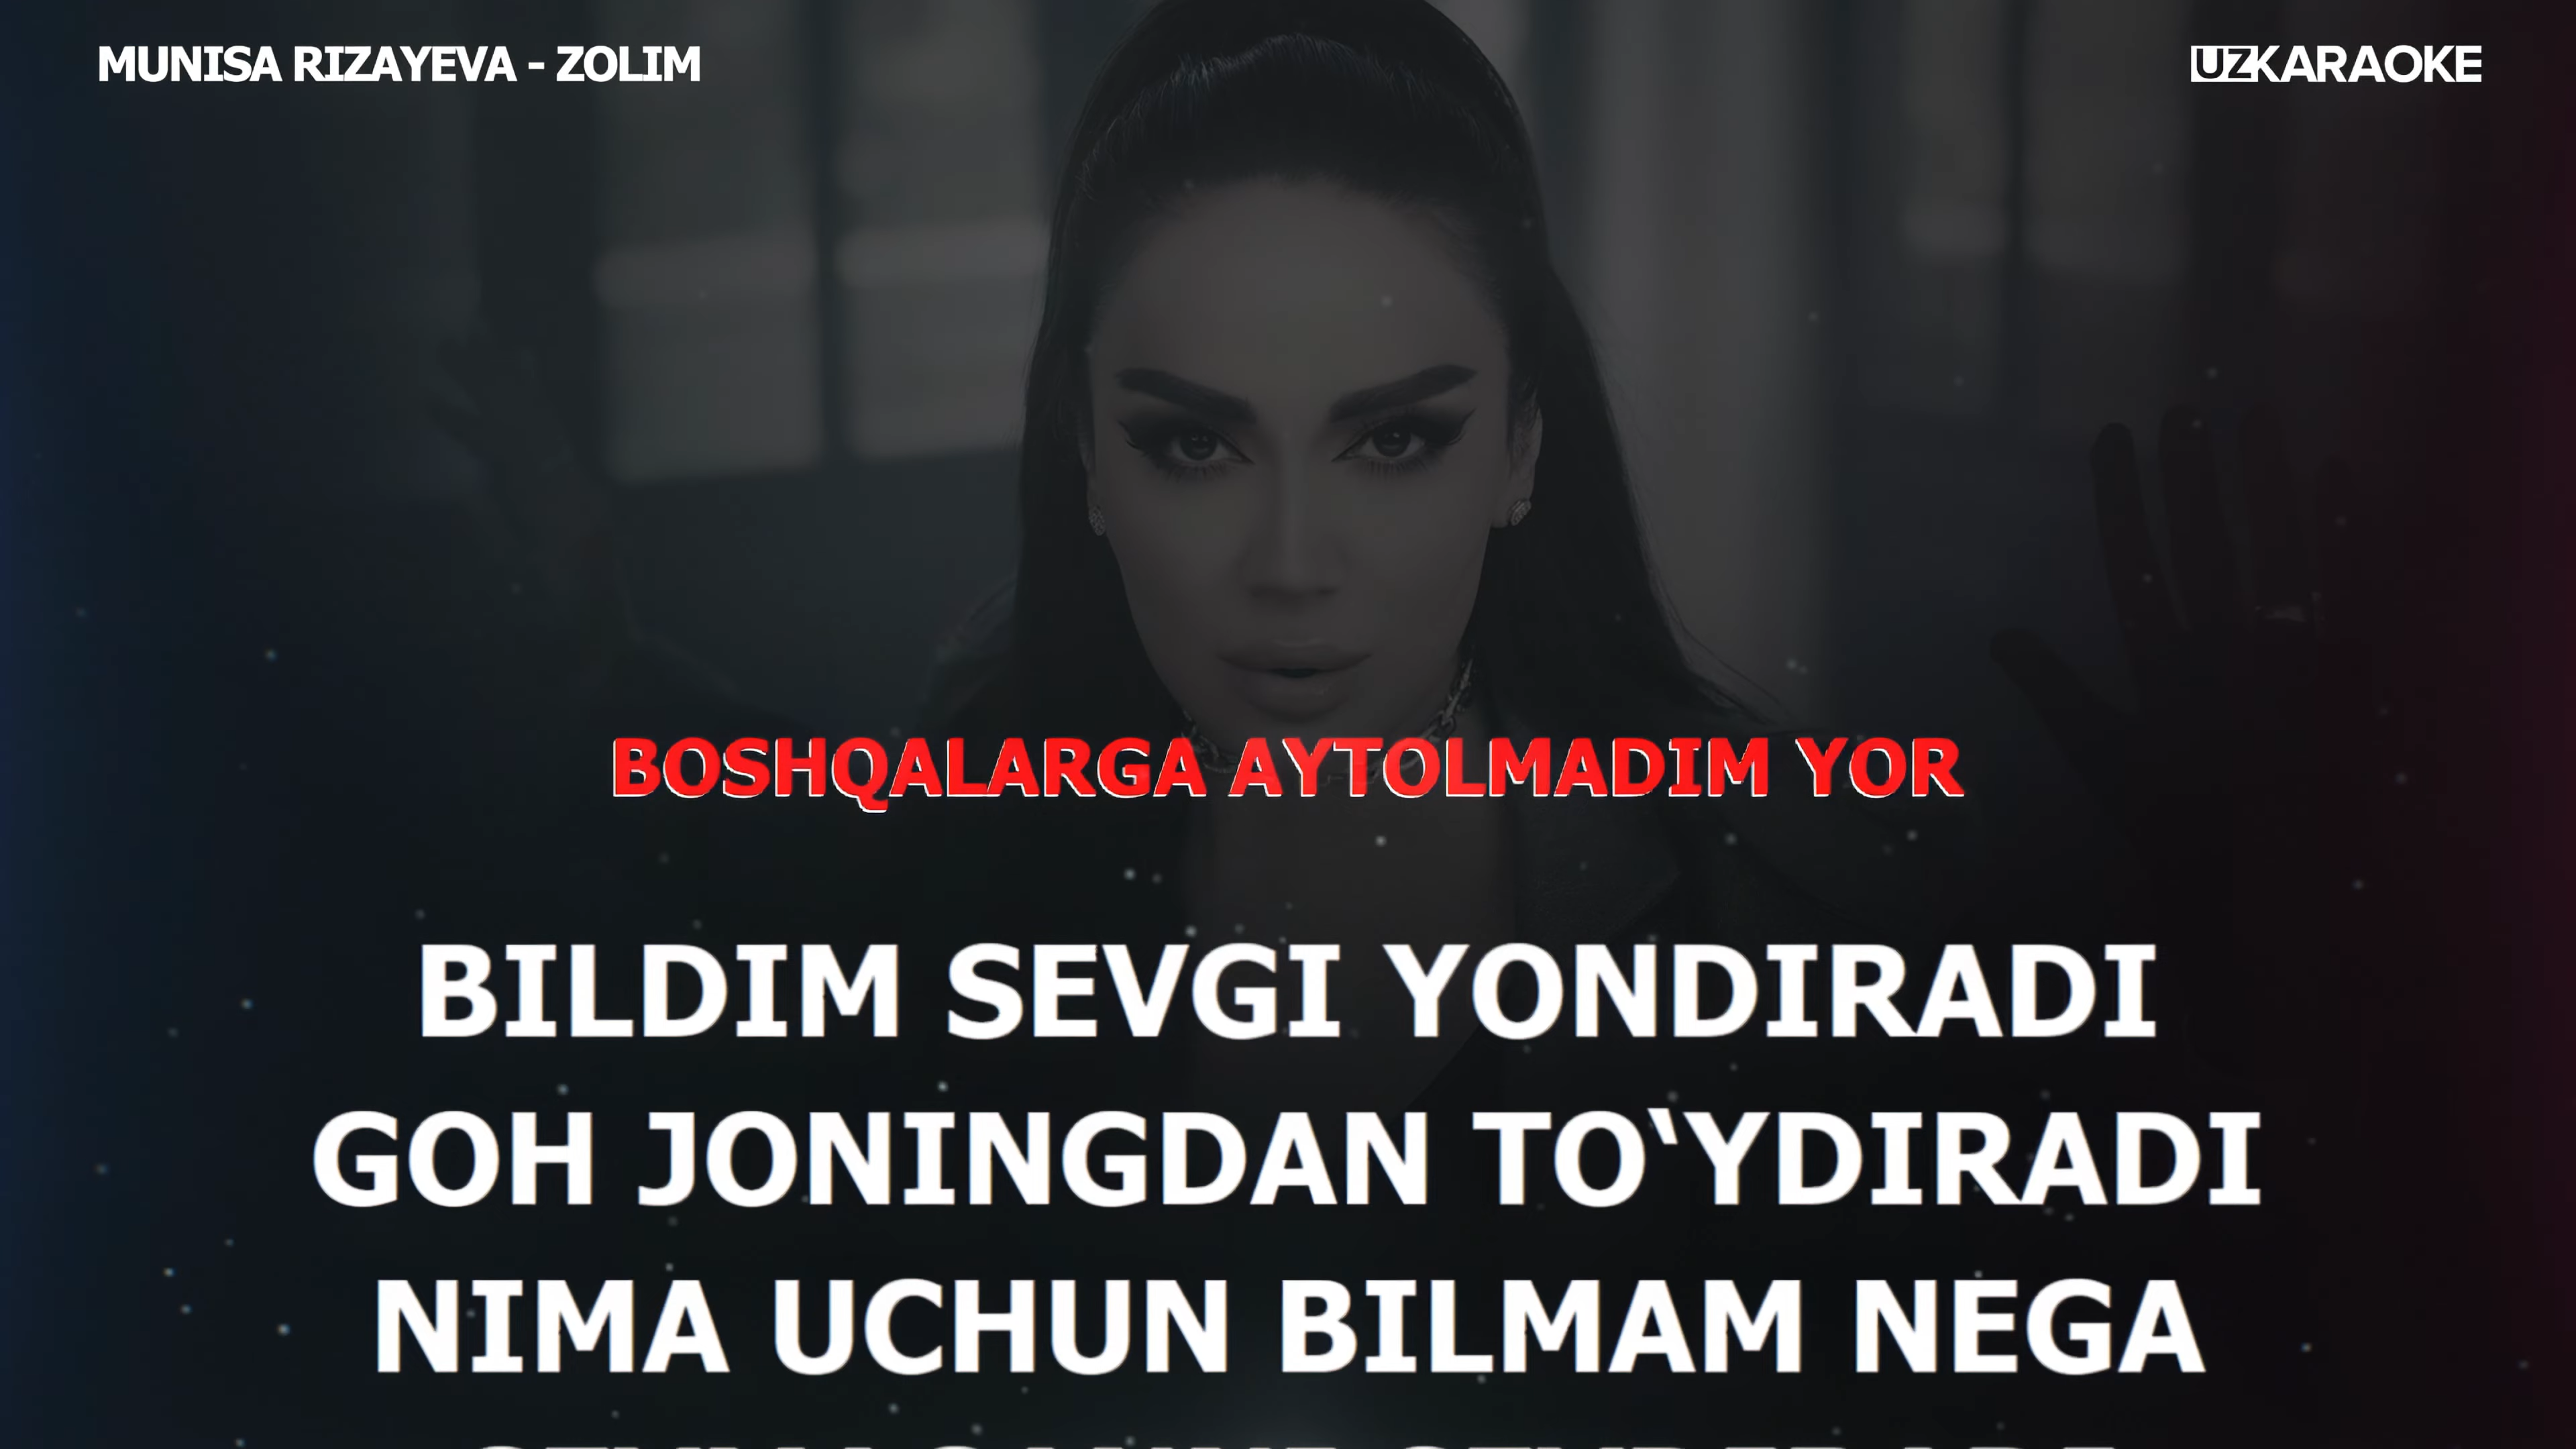 MUNISA RIZAYEVA - ZOLIM
UZKARAOKE
BOSHQALARGA AYTOLMADIM YOR
BILDIM SEVGI YONDIRADI
GOH JONINGDAN TO‘YDIRADI
NIMA UCHUN BILMAM NEGA